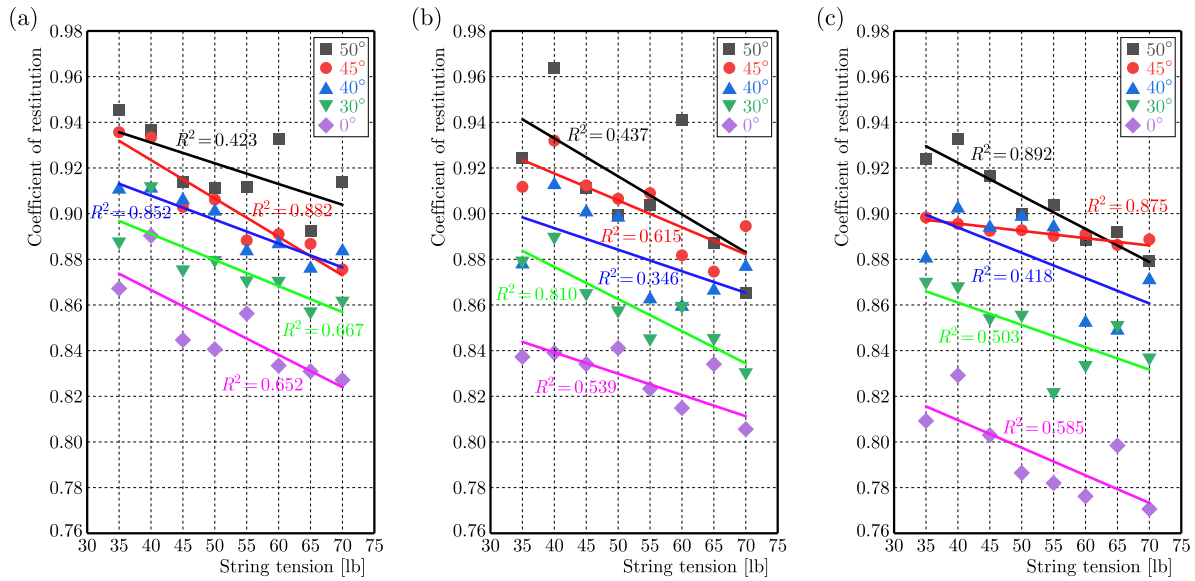 (a)
Coefficient of restitution
0.98
0.96
0.94
0.92
0.90
0.88
0.86
0.84
0.82
0.80
0.78
0.76
50°
45°
40°
30°
0°
R²=0.423
R²=0.852
R²=0.882
R²=0.667
R²=0.652
30 35 40 45 50 55 60 65 70 75
String tension [lb]
(b)
Coefficient of restitution
0.98
0.96
0.94
0.92
0.90
0.88
0.86
0.84
0.82
0.80
0.78
0.76
50°
45°
40°
30°
0°
R²=0.437
R²=0.615
R²=0.346
R²=0.810
R²=0.539
30 35 40 45 50 55 60 65 70 75
String tension [lb]
(c)
Coefficient of restitution
0.98
0.96
0.94
0.92
0.90
0.88
0.86
0.84
0.82
0.80
0.78
0.76
50°
45°
40°
30°
0°
R²=0.892
R²=0.875
R²=0.418
R²=0.503
R²=0.585
30 35 40 45 50 55 60 65 70 75
String tension [lb]